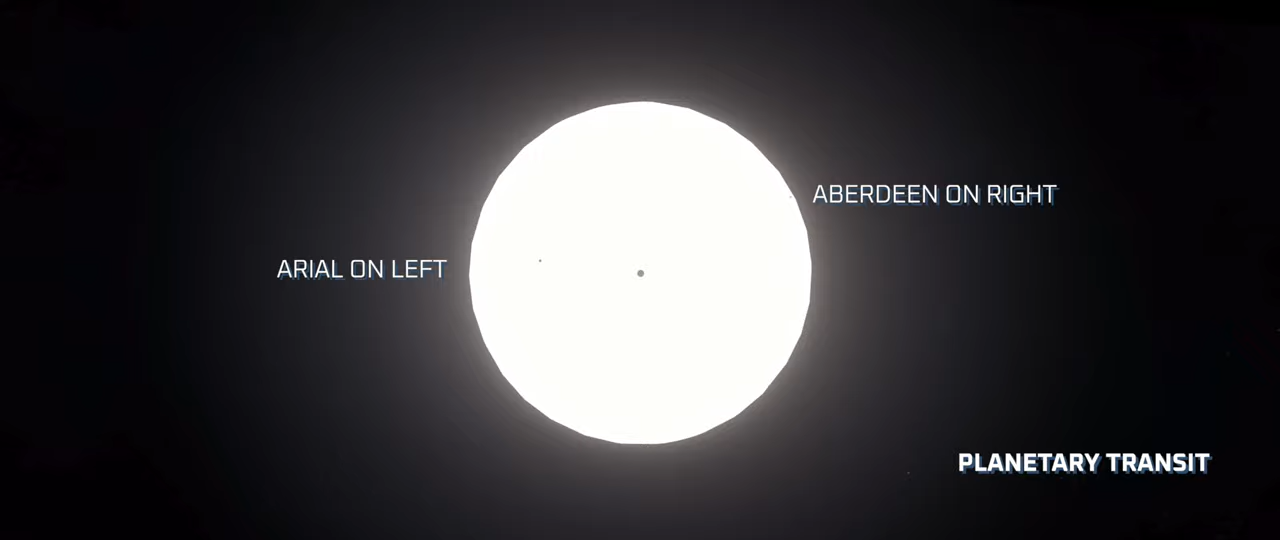 ABERDEEN ON RIGHT
ARIAL ON LEFT
PLANETARY TRANSIT